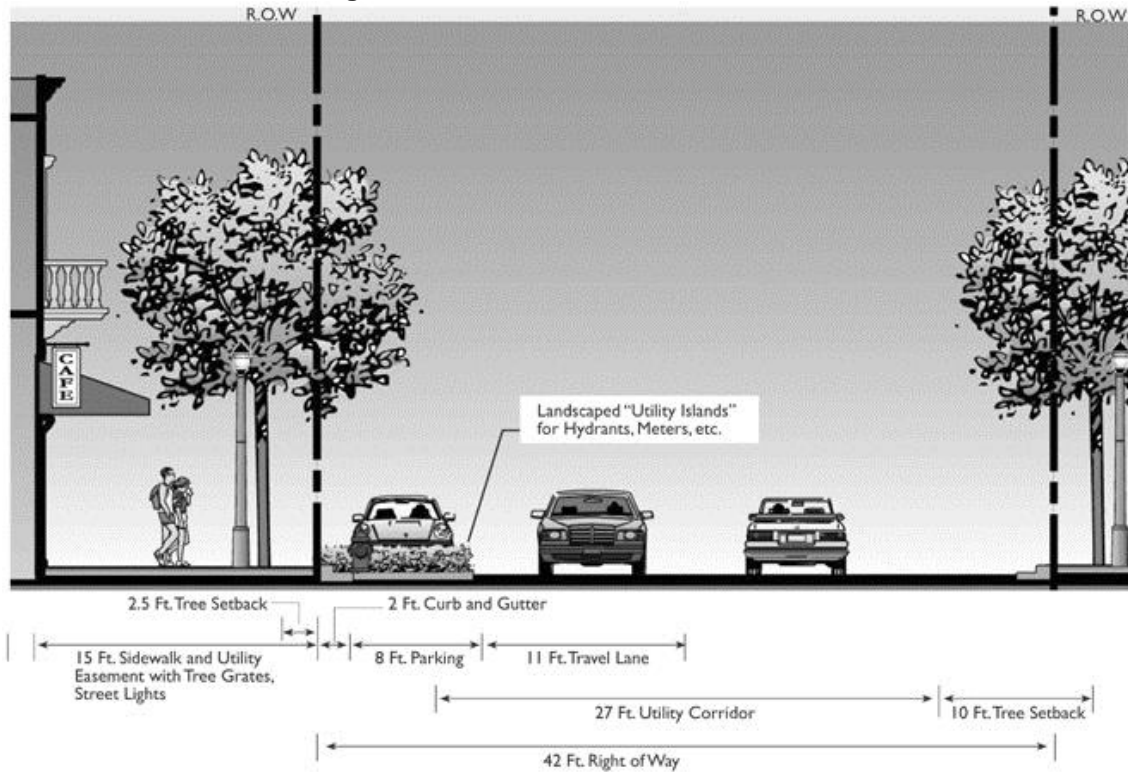 R.O.W
R.O.W
CAFE
Landscaped “Utility Islands”
for Hydrants, Meters, etc.
2.5 Ft. Tree Setback
2 Ft. Curb and Gutter
15 Ft. Sidewalk and Utility
Easement with Tree Grates,
Street Lights
8 Ft. Parking
11 Ft. Travel Lane
27 Ft. Utility Corridor
10 Ft. Tree Setback
42 Ft. Right of Way